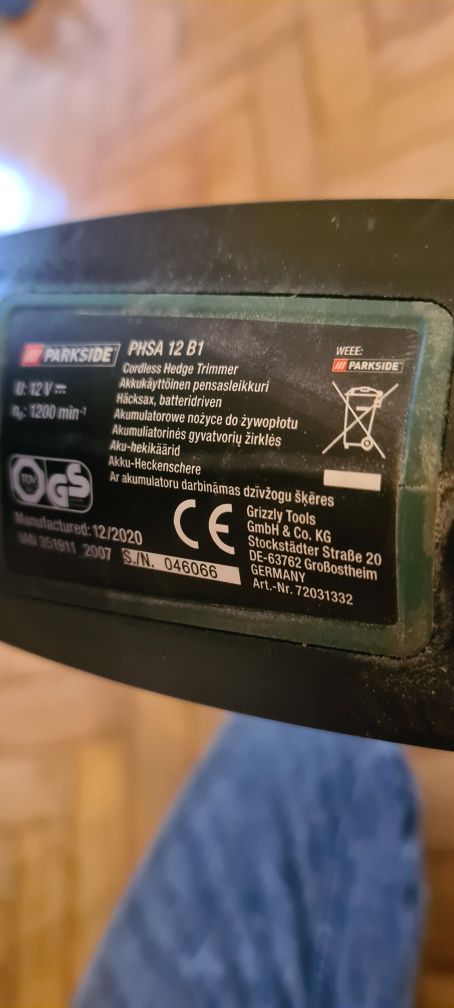 PARKSIDE
PHSA 12 B1
WEEE:
PARKSIDE
U: 12 V ⎓
n₀: 1200 min⁻¹
Cordless Hedge Trimmer
Akkukäyttöinen pensasleikkuri
Häcksax, batteridriven
Akumulatorowe nożyce do żywopłotu
Akumuliatorinės gyvatvorių žirklės
Aku-hekikäärid
Akku-Heckenschere
Ar akumulatoru darbināmas dzīvžogu šķēres
TÜV
GS
CE
Manufactured: 12/2020
IAN 351911_2007
S./N. 046066
Grizzly Tools
GmbH & Co. KG
Stockstädter Straße 20
DE-63762 Großostheim
GERMANY
Art.-Nr. 72031332